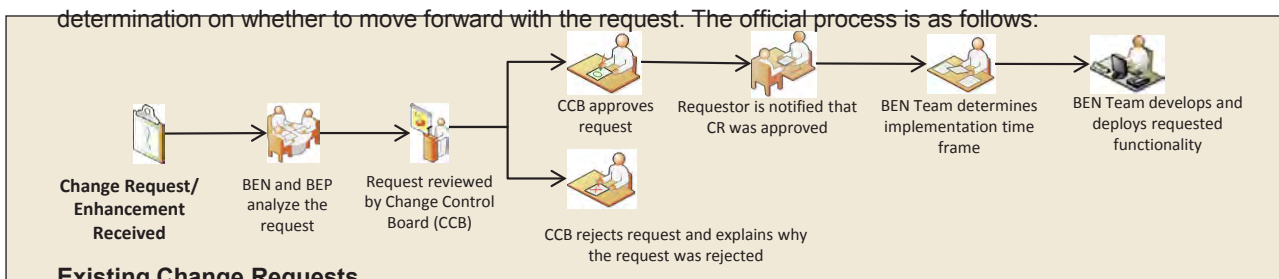 determination on whether to move forward with the request. The official process is as follows:
CCB approves
request
Requestor is notified that
CR was approved
BEN Team determines
implementation time
frame
BEN Team develops and
deploys requested
functionality
Change Request/
Enhancement
Received
BEN and BEP
analyze the
request
Request reviewed
by Change Control
Board (CCB)
CCB rejects request and explains why
the request was rejected
Existing Change Requests